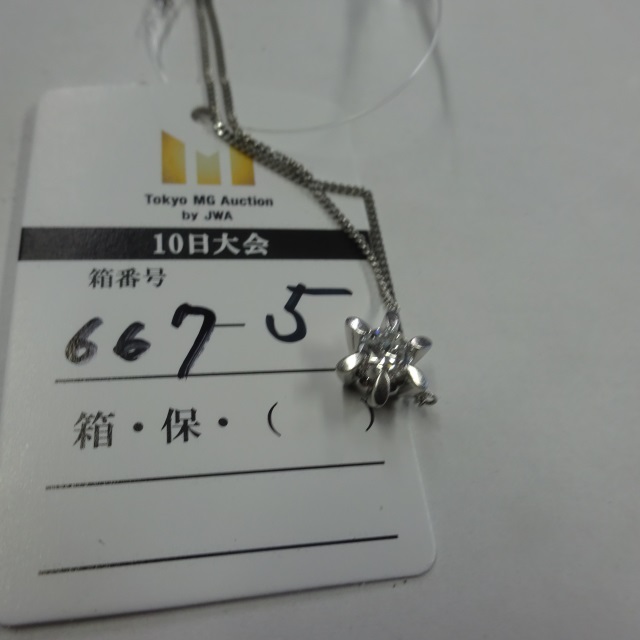 Tokyo MG Auction
by JWA
10日大会
箱番号
667-5
箱・保・（　　）